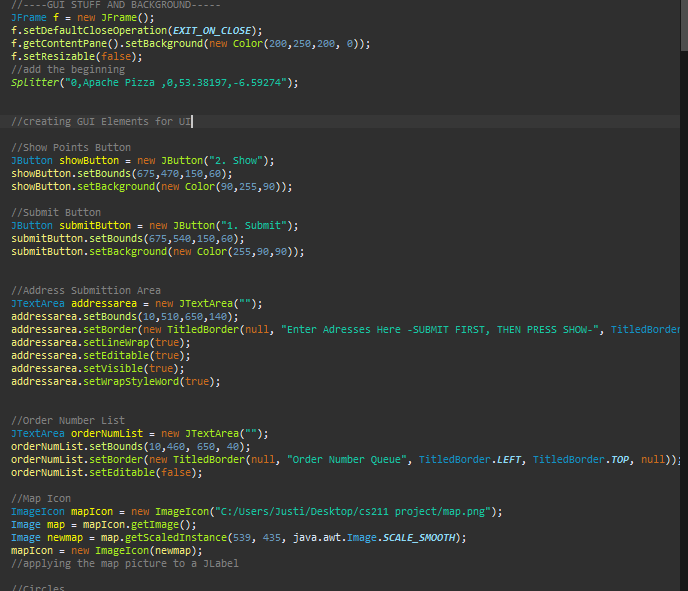 //----GUI STUFF AND BACKGROUND-----
JFrame f = new JFrame();
f.setDefaultCloseOperation(EXIT_ON_CLOSE);
f.getContentPane().setBackground(new Color(200,250,200, 0));
f.setResizable(false);
//add the beginning
Splitter("0,Apache Pizza ,0,53.38197,-6.59274");
//creating GUI Elements for UI
//Show Points Button
JButton showButton = new JButton("2. Show");
showButton.setBounds(675,470,150,60);
showButton.setBackground(new Color(90,255,90));
//Submit Button
JButton submitButton = new JButton("1. Submit");
submitButton.setBounds(675,540,150,60);
submitButton.setBackground(new Color(255,90,90));
//Address Submittion Area
JTextArea addressarea = new JTextArea("");
addressarea.setBounds(10,510,650,140);
addressarea.setBorder(new TitledBorder(null, "Enter Adresses Here -SUBMIT FIRST, THEN PRESS SHOW-", TitledBorder
addressarea.setLineWrap(true);
addressarea.setEditable(true);
addressarea.setVisible(true);
addressarea.setWrapStyleWord(true);
//Order Number List
JTextArea orderNumList = new JTextArea("");
orderNumList.setBounds(10,460, 650, 40);
orderNumList.setBorder(new TitledBorder(null, "Order Number Queue", TitledBorder.LEFT, TitledBorder.TOP, null));
orderNumList.setEditable(false);
//Map Icon
ImageIcon mapIcon = new ImageIcon("C:/Users/Justi/Desktop/cs211 project/map.png");
Image map = mapIcon.getImage();
Image newmap = map.getScaledInstance(539, 435, java.awt.Image.SCALE_SMOOTH);
mapIcon = new ImageIcon(newmap);
//applying the map picture to a JLabel
//Circles